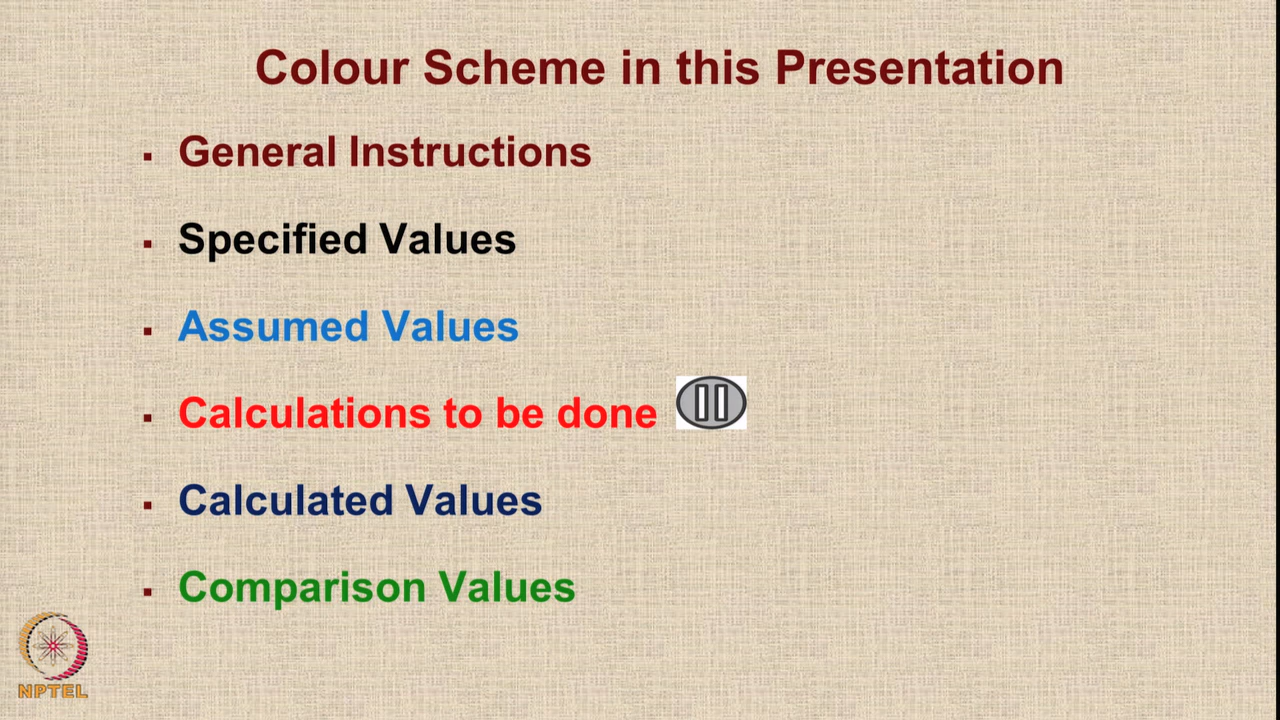 Colour Scheme in this Presentation
▪ General Instructions
▪ Specified Values
▪ Assumed Values
▪ Calculations to be done
▪ Calculated Values
▪ Comparison Values
NPTEL